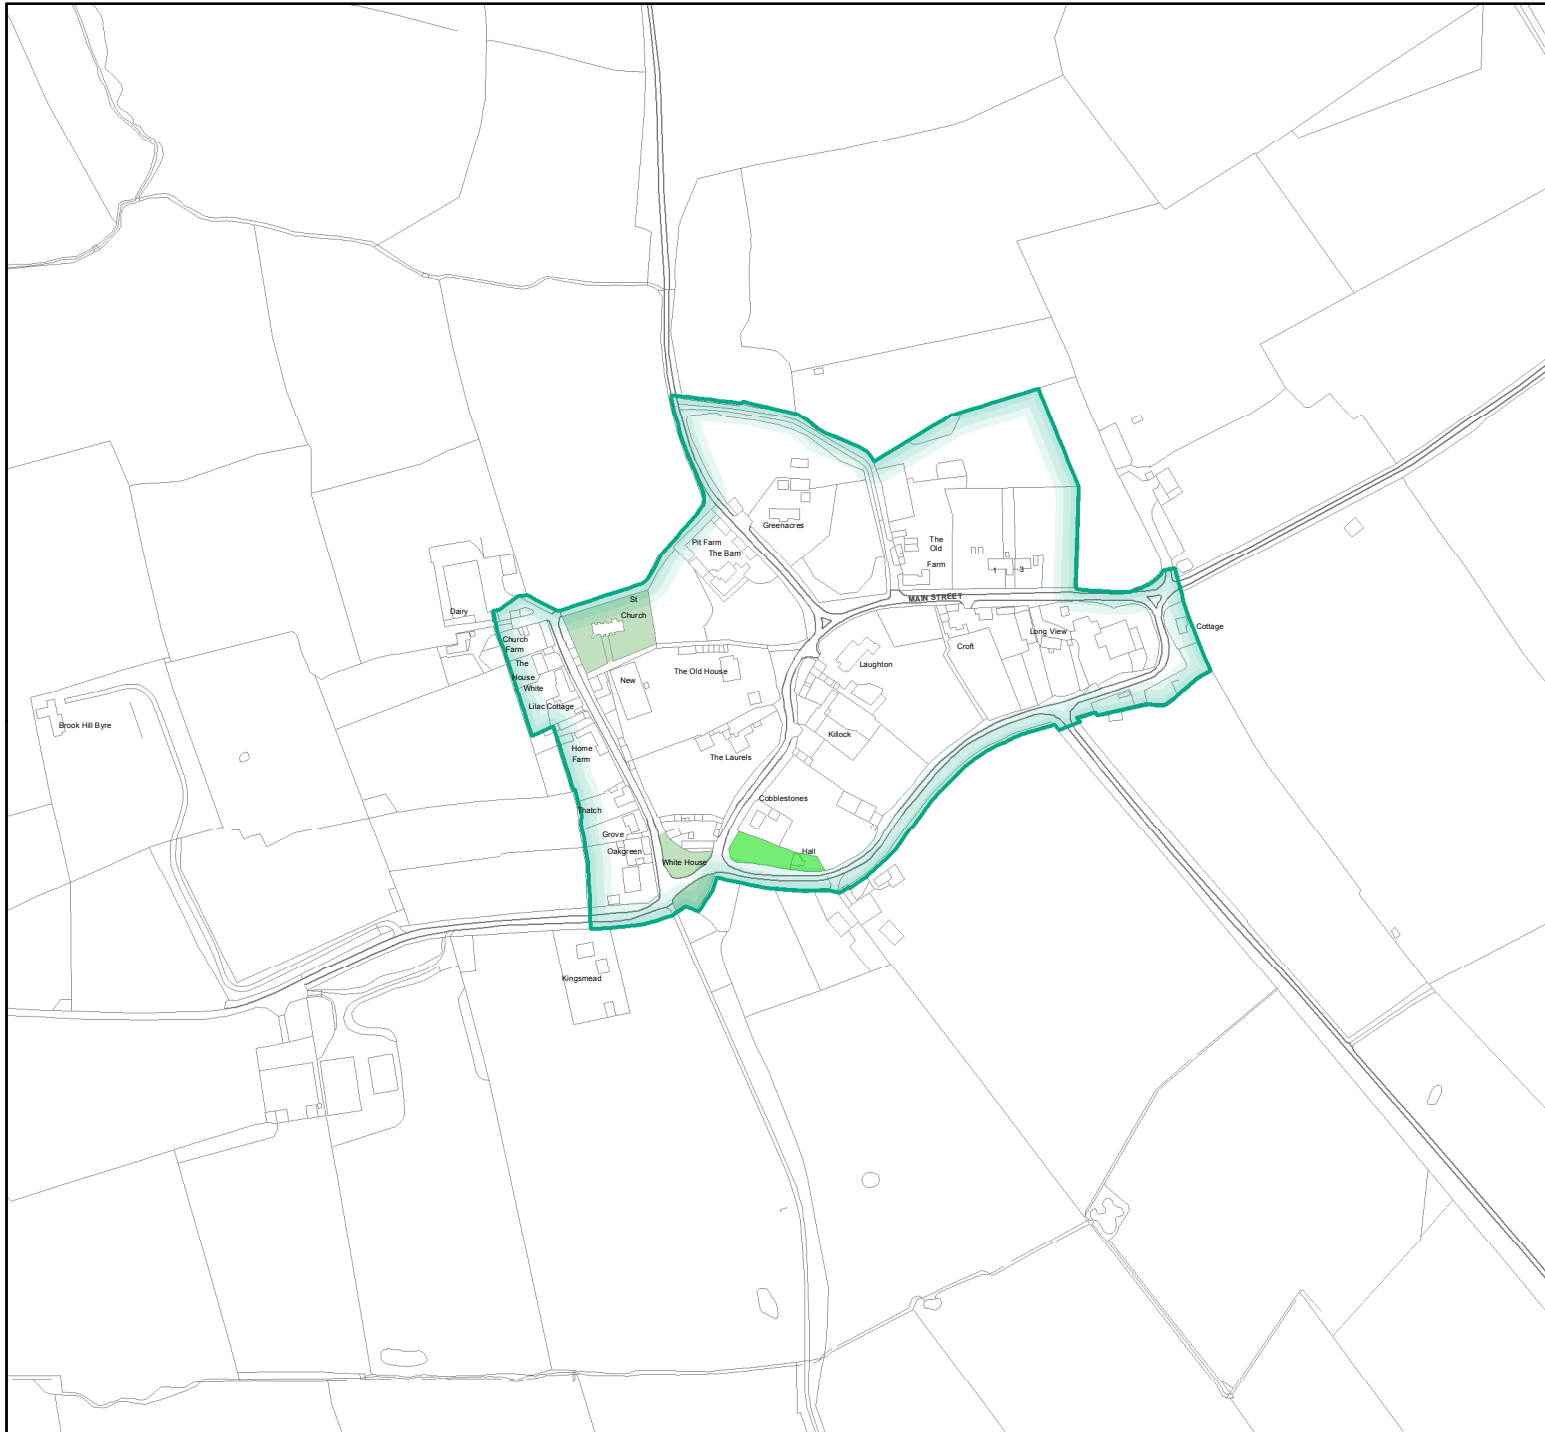 Greenacres
Pit Farm
The Barn
The
Old
Farm
1
3
MAIN STREET
St
Church
Dairy
Church
Farm
The
House
White
Lilac Cottage
New
The Old House
Laughton
Croft
Long View
Cottage
Brook Hill Byre
Home
Farm
The Laurels
Killock
Thatch
Cobblestones
Grove
Oakgreen
White House
Hall
Kingsmead